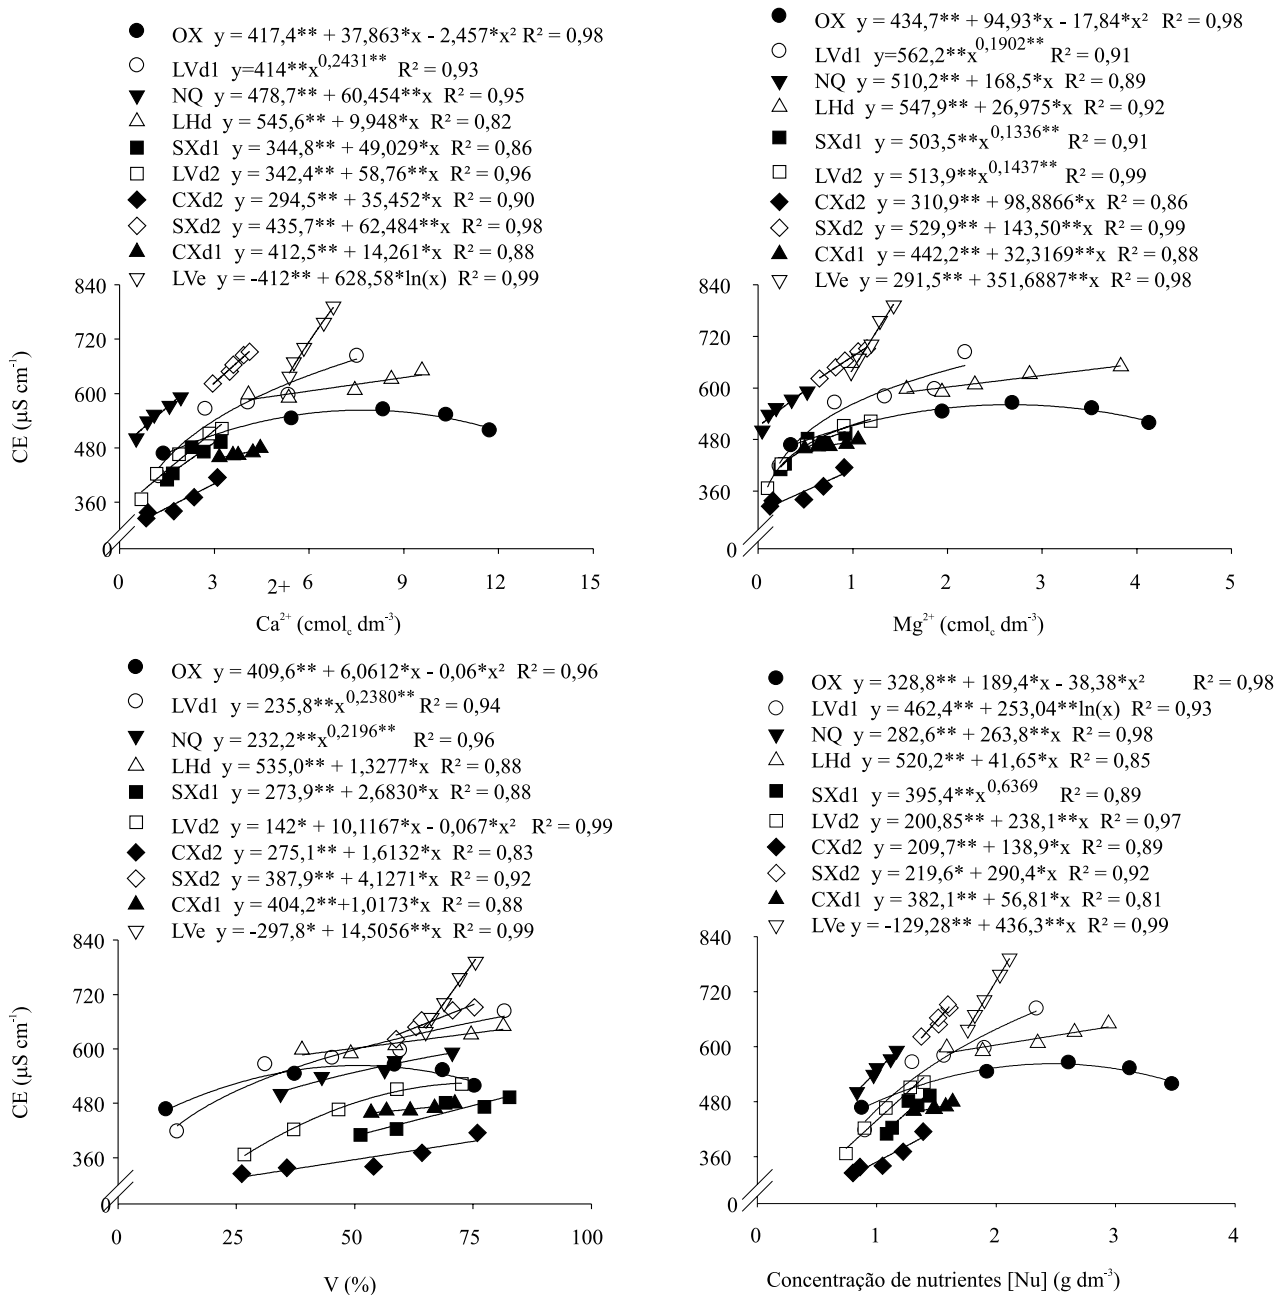 OX y = 417,4** + 37,863*x - 2,457*x² R² = 0,98
LVd1 y=414**x^0,2431** R² = 0,93
NQ y = 478,7** + 60,454**x R² = 0,95
LHd y = 545,6** + 9,948*x R² = 0,82
SXd1 y = 344,8** + 49,029*x R² = 0,86
LVd2 y = 342,4** + 58,76**x R² = 0,96
CXd2 y = 294,5** + 35,452*x R² = 0,90
SXd2 y = 435,7** + 62,484**x R² = 0,98
CXd1 y = 412,5** + 14,261*x R² = 0,88
LVe y = -412** + 628,58*ln(x) R² = 0,99
840
720
600
480
360
0
CE (µS cm⁻¹)
0 3 2+ 6 9 12 15
Ca²⁺ (cmol꜀ dm⁻³)
OX y = 434,7** + 94,93*x - 17,84*x² R² = 0,98
LVd1 y=562,2**x^0,1902** R² = 0,91
NQ y = 510,2** + 168,5*x R² = 0,89
LHd y = 547,9** + 26,975*x R² = 0,92
SXd1 y = 503,5**x^0,1336** R² = 0,91
LVd2 y = 513,9**x^0,1437** R² = 0,99
CXd2 y = 310,9** + 98,8866*x R² = 0,86
SXd2 y = 529,9** + 143,50**x R² = 0,99
CXd1 y = 442,2** + 32,3169**x R² = 0,88
LVe y = 291,5** + 351,6887**x R² = 0,98
840
720
600
480
360
0
0 1 2 3 4 5
Mg²⁺ (cmol꜀ dm⁻³)
OX y = 409,6** + 6,0612*x - 0,06*x² R² = 0,96
LVd1 y = 235,8**x^0,2380** R² = 0,94
NQ y = 232,2**x^0,2196** R² = 0,96
LHd y = 535,0** + 1,3277*x R² = 0,88
SXd1 y = 273,9** + 2,6830*x R² = 0,88
LVd2 y = 142* + 10,1167*x - 0,067*x² R² = 0,99
CXd2 y = 275,1** + 1,6132*x R² = 0,83
SXd2 y = 387,9** + 4,1271*x R² = 0,92
CXd1 y = 404,2**+1,0173*x R² = 0,88
LVe y = -297,8* + 14,5056**x R² = 0,99
840
720
600
480
360
0
CE (µS cm⁻¹)
0 25 50 75 100
V (%)
OX y = 328,8** + 189,4*x - 38,38*x² R² = 0,98
LVd1 y = 462,4** + 253,04**ln(x) R² = 0,93
NQ y = 282,6** + 263,8**x R² = 0,98
LHd y = 520,2** + 41,65*x R² = 0,85
SXd1 y = 395,4**x^0,6369 R² = 0,89
LVd2 y = 200,85** + 238,1**x R² = 0,97
CXd2 y = 209,7** + 138,9*x R² = 0,89
SXd2 y = 219,6* + 290,4*x R² = 0,92
CXd1 y = 382,1** + 56,81*x R² = 0,81
LVe y = -129,28** + 436,3**x R² = 0,99
840
720
600
480
360
0
0 1 2 3 4
Concentração de nutrientes [Nu] (g dm⁻³)